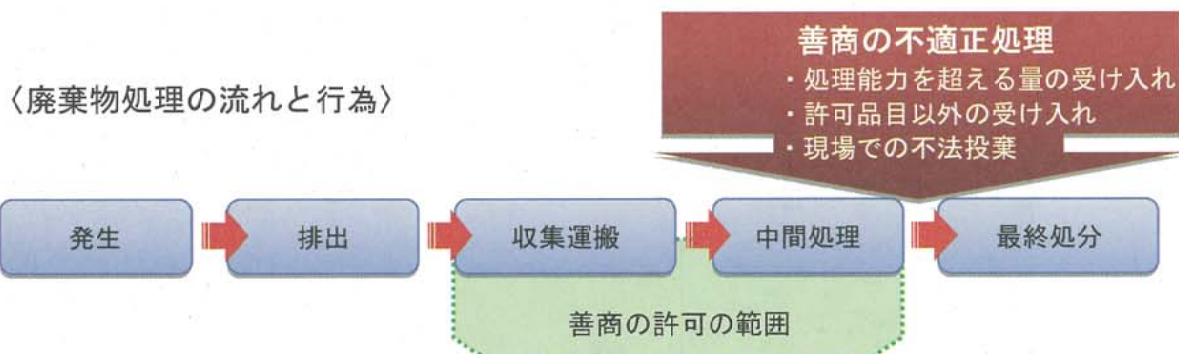 善商の不適正処理
・処理能力を超える量の受け入れ
・許可品目以外の受け入れ
・現場での不法投棄
〈廃棄物処理の流れと行為〉
発生
排出
収集運搬
中間処理
最終処分
善商の許可の範囲